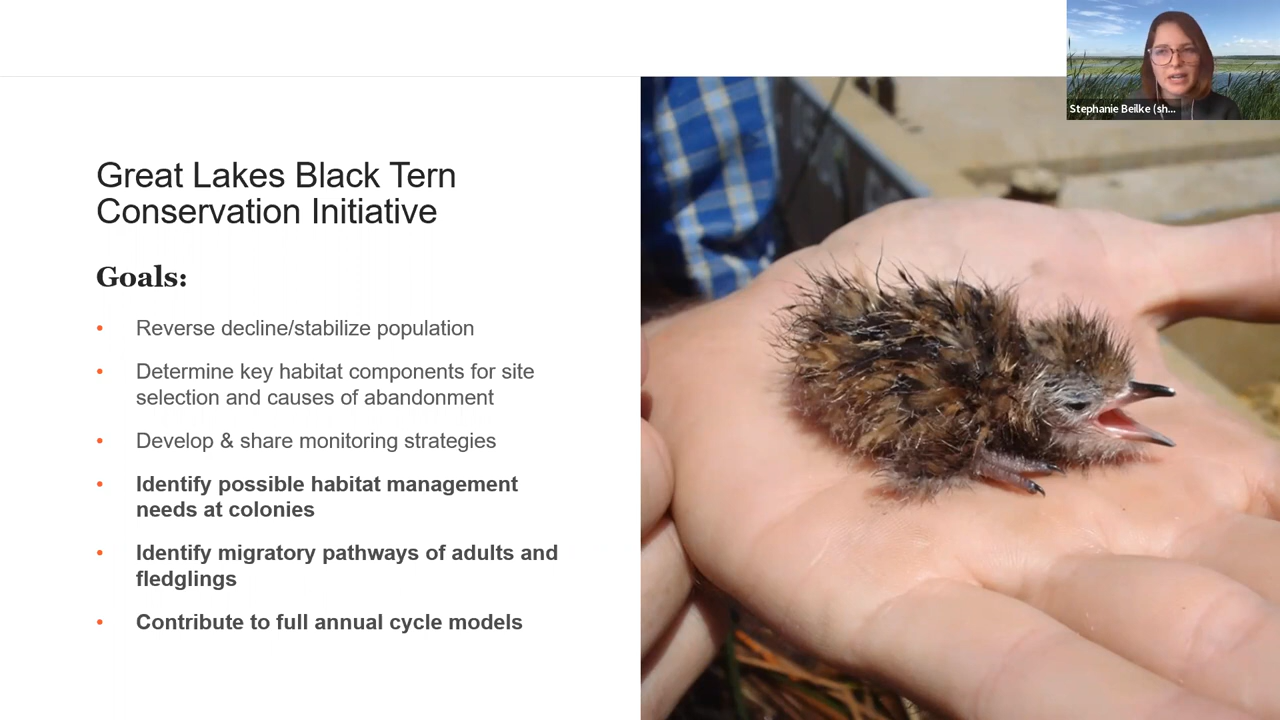 Great Lakes Black Tern
Conservation Initiative
Goals:
• Reverse decline/stabilize population
• Determine key habitat components for site
selection and causes of abandonment
• Develop & share monitoring strategies
• Identify possible habitat management
needs at colonies
• Identify migratory pathways of adults and
fledglings
• Contribute to full annual cycle models
Stephanie Beilke (sh...